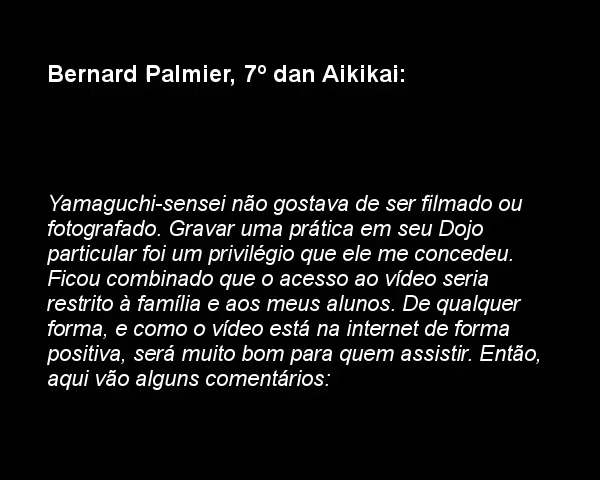 Bernard Palmier, 7º dan Aikikai:
Yamaguchi-sensei não gostava de ser filmado ou
fotografado. Gravar uma prática em seu Dojo
particular foi um privilégio que ele me concedeu.
Ficou combinado que o acesso ao vídeo seria
restrito à família e aos meus alunos. De qualquer
forma, e como o vídeo está na internet de forma
positiva, será muito bom para quem assistir. Então,
aqui vão alguns comentários: